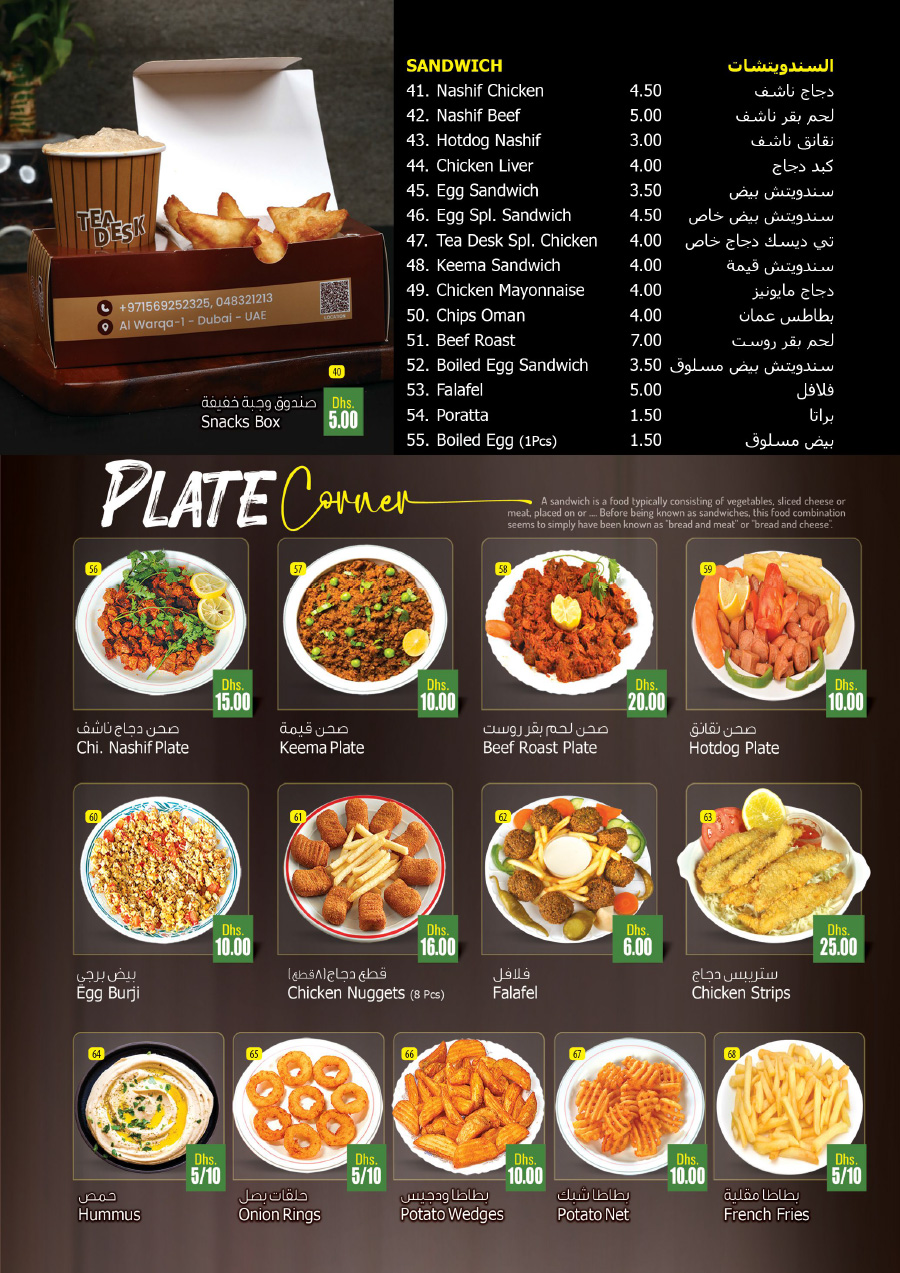 TEA
DESK
+971569252325, 048321213
Al Warqa-1 - Dubai - UAE
LOCATION
40
صندوق وجبة خفيفة
Snacks Box
Dhs.
5.00
SANDWICH السندويتشات
41. Nashif Chicken 4.50 دجاج ناشف
42. Nashif Beef 5.00 لحم بقر ناشف
43. Hotdog Nashif 3.00 نقانق ناشف
44. Chicken Liver 4.00 كبد دجاج
45. Egg Sandwich 3.50 سندويتش بيض
46. Egg Spl. Sandwich 4.50 سندويتش بيض خاص
47. Tea Desk Spl. Chicken 4.00 تي ديسك دجاج خاص
48. Keema Sandwich 4.00 سندويتش قيمة
49. Chicken Mayonnaise 4.00 دجاج مايونيز
50. Chips Oman 4.00 بطاطس عمان
51. Beef Roast 7.00 لحم بقر روست
52. Boiled Egg Sandwich 3.50 سندويتش بيض مسلوق
53. Falafel 5.00 فلافل
54. Poratta 1.50 براتا
55. Boiled Egg (1Pcs) 1.50 بيض مسلوق
PLATE Corner
A sandwich is a food typically consisting of vegetables, sliced cheese or
meat, placed on or .... Before being known as sandwiches, this food combination
seems to simply have been known as "bread and meat" or "bread and cheese".
56
Dhs.
15.00
صحن دجاج ناشف
Chi. Nashif Plate
57
Dhs.
10.00
صحن قيمة
Keema Plate
58
Dhs.
20.00
صحن لحم بقر روست
Beef Roast Plate
59
Dhs.
10.00
صحن نقانق
Hotdog Plate
60
Dhs.
10.00
بيض برجي
Egg Burji
61
Dhs.
16.00
قطع دجاج (٨قطع)
Chicken Nuggets (8 Pcs)
62
Dhs.
6.00
فلافل
Falafel
63
Dhs.
25.00
ستريبس دجاج
Chicken Strips
64
Dhs.
5/10
حمص
Hummus
65
Dhs.
5/10
حلقات بصل
Onion Rings
66
Dhs.
10.00
بطاطا ودجيس
Potato Wedges
67
Dhs.
10.00
بطاطا شبك
Potato Net
68
Dhs.
5/10
بطاطا مقلية
French Fries